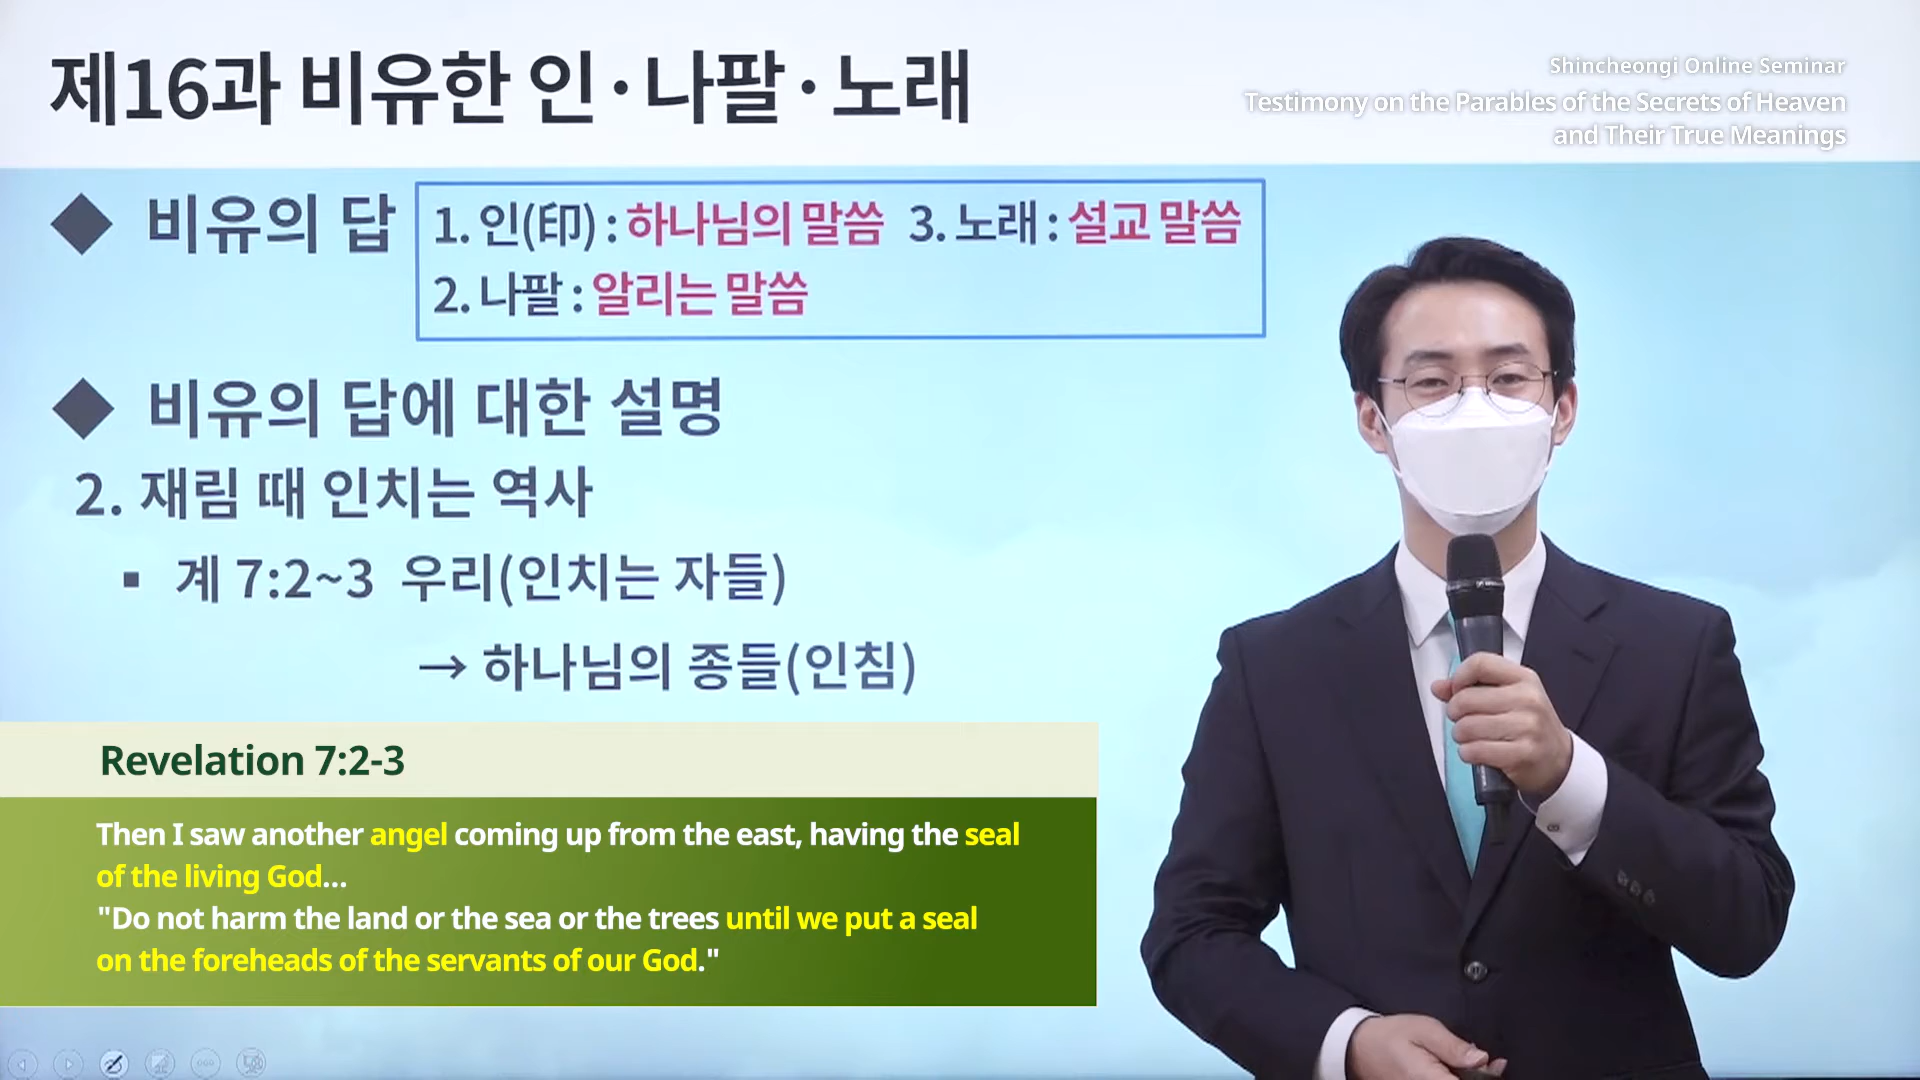 제16과 비유한 인·나팔·노래
Shincheongi Online Seminar
Testimony on the Parables of the Secrets of Heaven
and Their True Meanings
◆ 비유의 답
1. 인(印) : 하나님의 말씀 3. 노래 : 설교 말씀
2. 나팔 : 알리는 말씀
◆ 비유의 답에 대한 설명
2. 재림 때 인치는 역사
▪ 계 7:2~3 우리(인치는 자들)
→ 하나님의 종들(인침)
Revelation 7:2-3
Then I saw another angel coming up from the east, having the seal
of the living God...
"Do not harm the land or the sea or the trees until we put a seal
on the foreheads of the servants of our God."